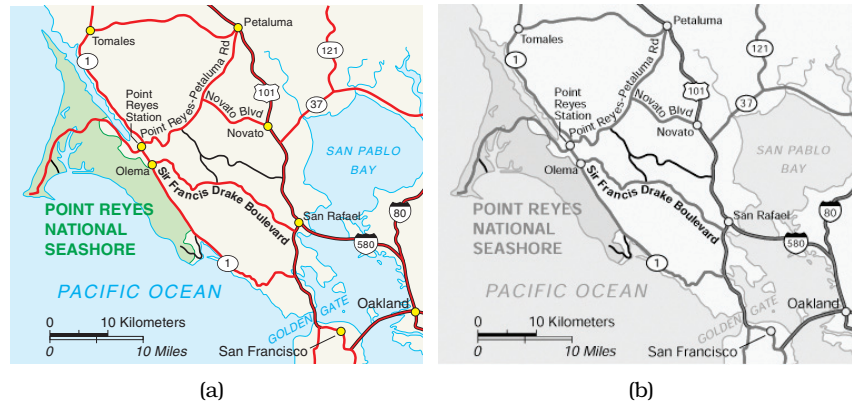 Petaluma
Tomales
121
1
Point
Reyes
Station
Point Reyes-Petaluma Rd
101
37
Novato Blvd
Novato
SAN PABLO
BAY
Olema
Sir Francis Drake Boulevard
POINT REYES
NATIONAL
SEASHORE
San Rafael
80
580
1
PACIFIC OCEAN
GOLDEN GATE
Oakland
0 10 Kilometers
0 10 Miles
San Francisco
(a)
Petaluma
Tomales
121
1
Point
Reyes
Station
Point Reyes-Petaluma Rd
101
37
Novato Blvd
Novato
SAN PABLO
BAY
Olema
Sir Francis Drake Boulevard
POINT REYES
NATIONAL
SEASHORE
San Rafael
80
580
1
PACIFIC OCEAN
GOLDEN GATE
Oakland
0 10 Kilometers
0 10 Miles
San Francisco
(b)